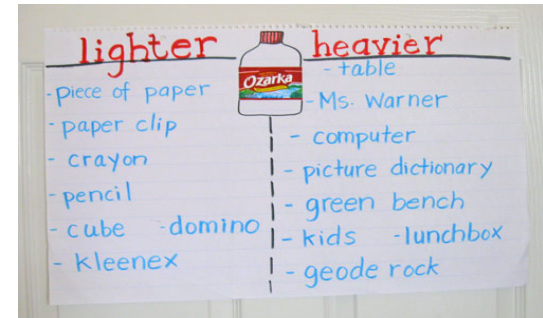 lighter
heavier
Ozarka
-piece of paper
-paper clip
- crayon
-pencil
- cube -domino
- kleenex
- table
-Ms. Warner
- computer
- picture dictionary
- green bench
- kids -lunchbox
- geode rock